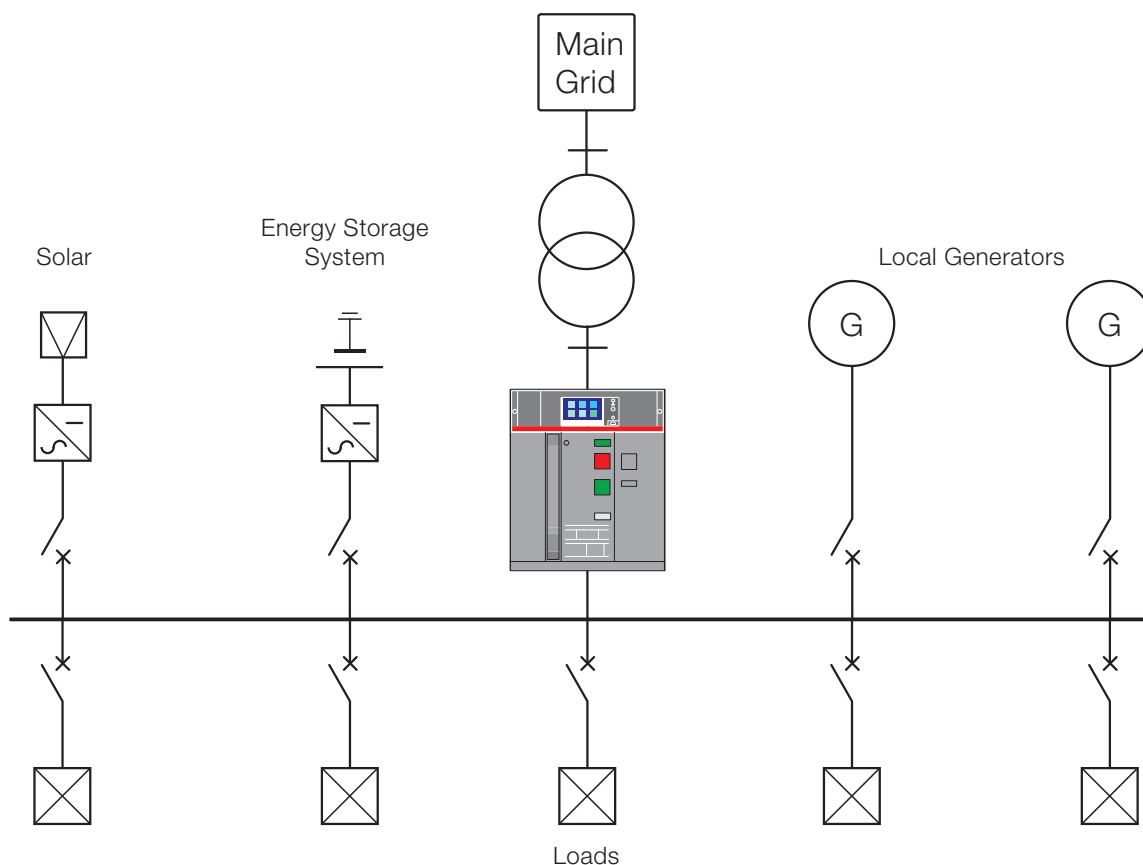 Main
Grid
Energy Storage
System
Solar
Local Generators
G
G
Loads